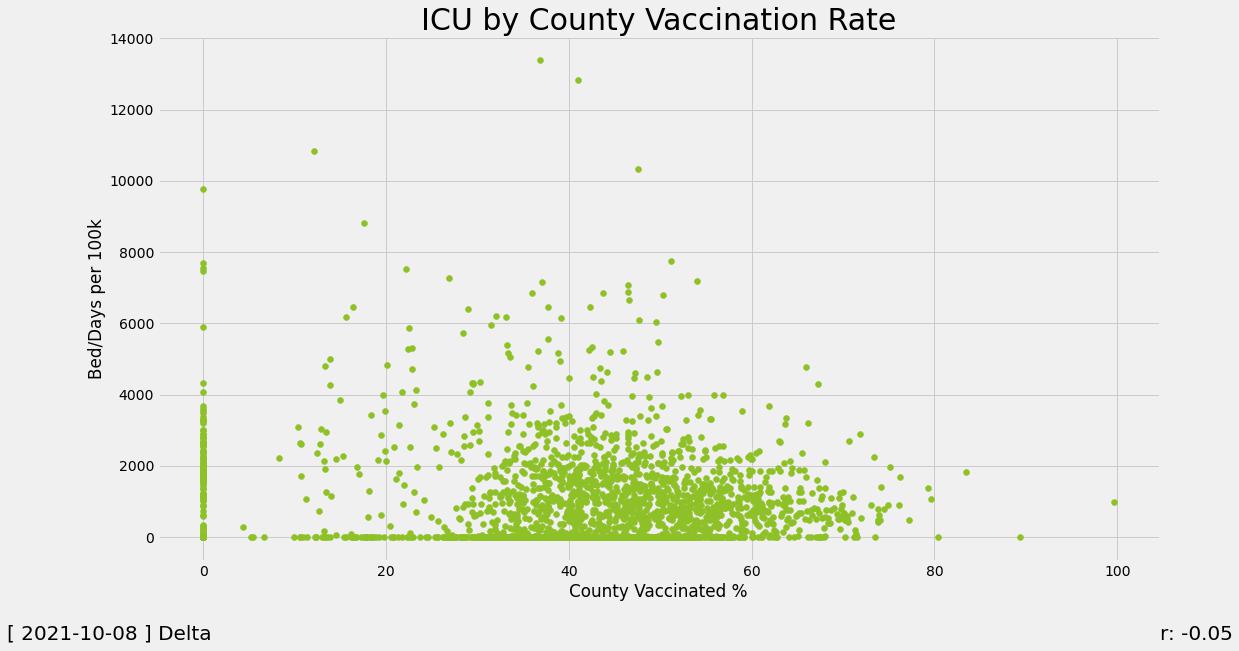 ICU by County Vaccination Rate
14000
12000
10000
8000
6000
4000
2000
0
Bed/Days per 100k
0 20 40 60 80 100
County Vaccinated %
[ 2021-10-08 ] Delta
r: -0.05